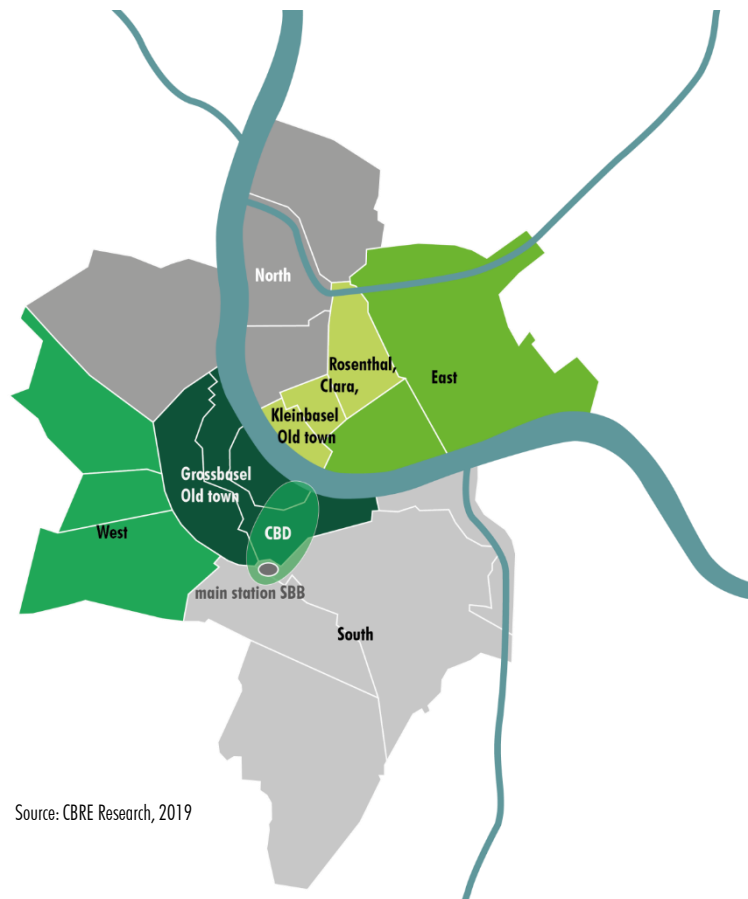 North
Rosenthal,
Clara,
East
Kleinbasel
Old town
Grossbasel
Old town
CBD
West
main station SBB
South
Source: CBRE Research, 2019